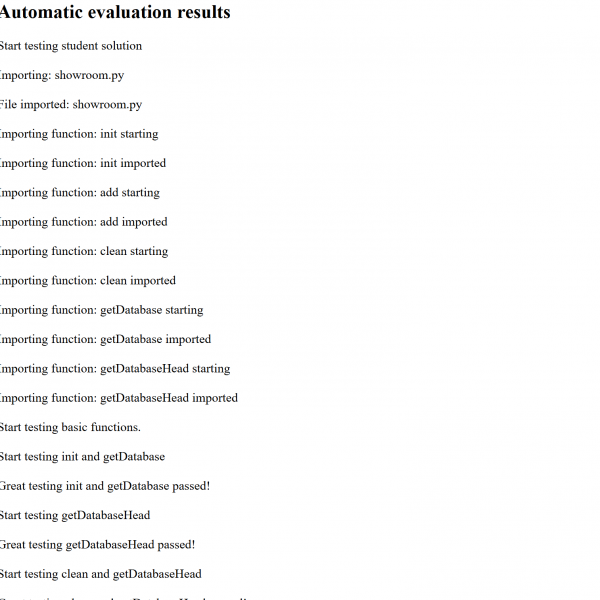 Automatic evaluation results
Start testing student solution
Importing: showroom.py
File imported: showroom.py
Importing function: init starting
Importing function: init imported
Importing function: add starting
Importing function: add imported
Importing function: clean starting
Importing function: clean imported
Importing function: getDatabase starting
Importing function: getDatabase imported
Importing function: getDatabaseHead starting
Importing function: getDatabaseHead imported
Start testing basic functions.
Start testing init and getDatabase
Great testing init and getDatabase passed!
Start testing getDatabaseHead
Great testing getDatabaseHead passed!
Start testing clean and getDatabaseHead